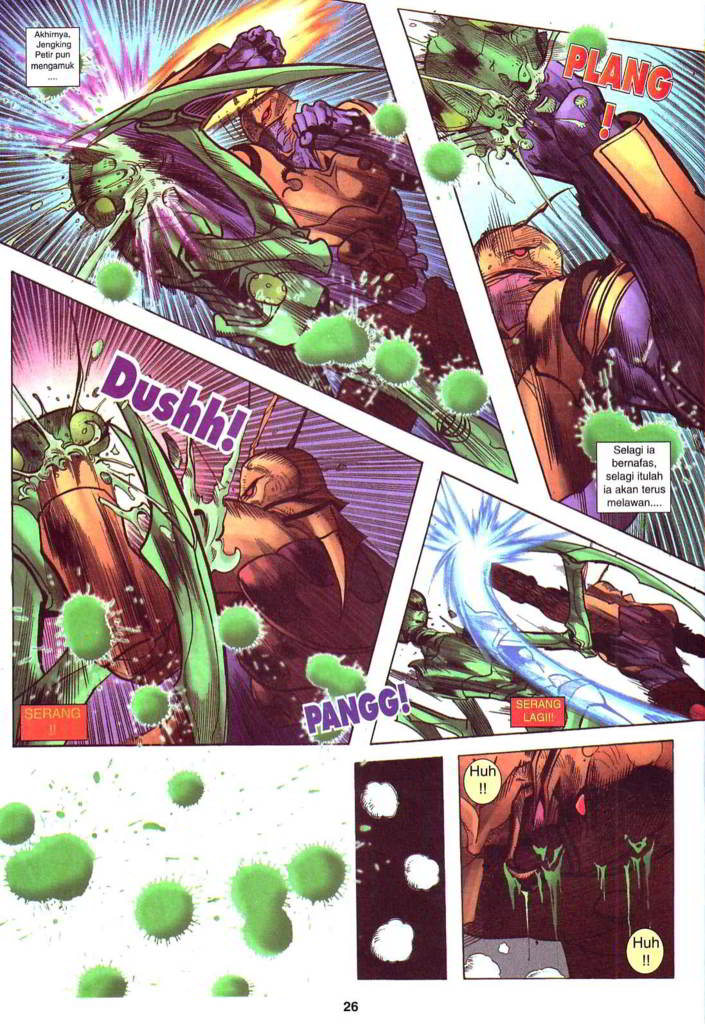 Akhirnya,
Jengking
Petir pun
mengamuk
....
PLANG
!
Selagi ia
bernafas,
selagi itulah
ia akan terus
melawan....
Dushh!
SERANG
!!
PANGG!
SERANG
LAGI!!
Huh
!!
Huh
!!
26